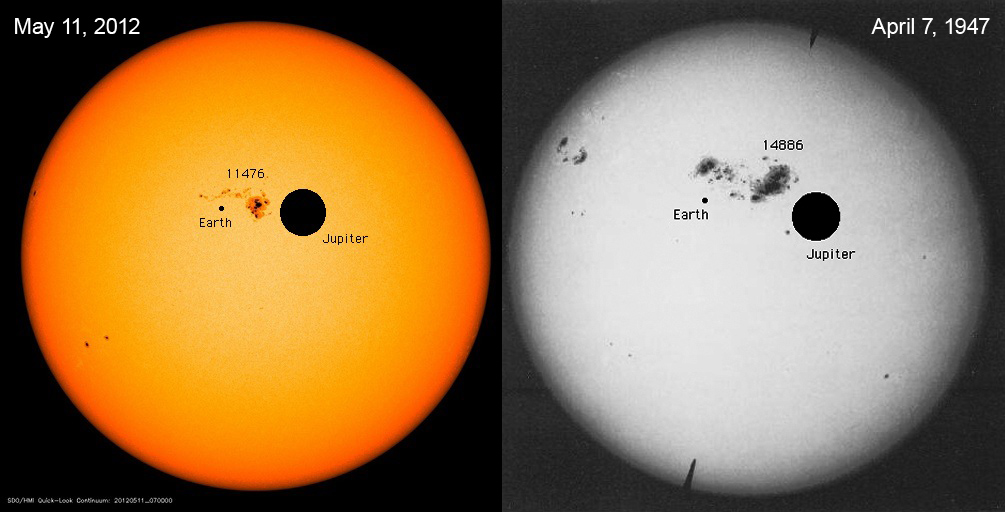 May 11, 2012
11476
Earth
Jupiter
SDO/HMI Quick-Look Continuum: 20120511_070000
April 7, 1947
14886
Earth
Jupiter